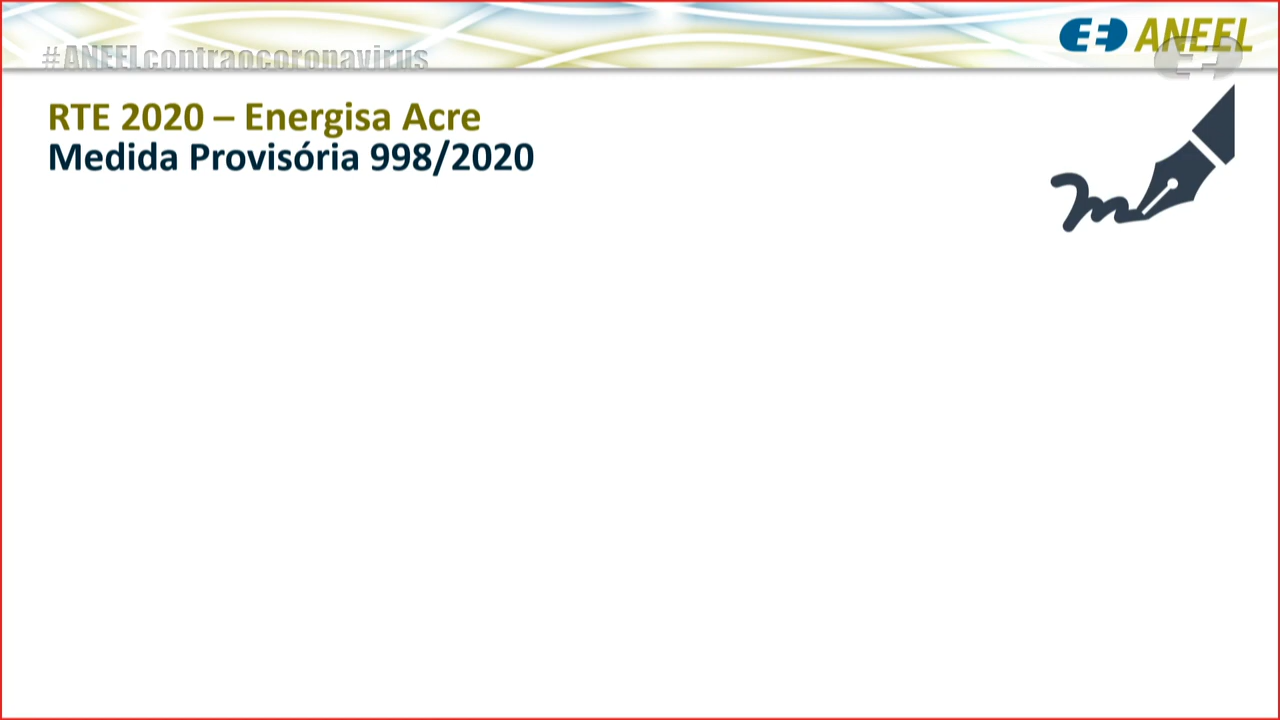 #ANEELcontraocoronavirus
ANEEL
RTE 2020 – Energisa Acre
Medida Provisória 998/2020